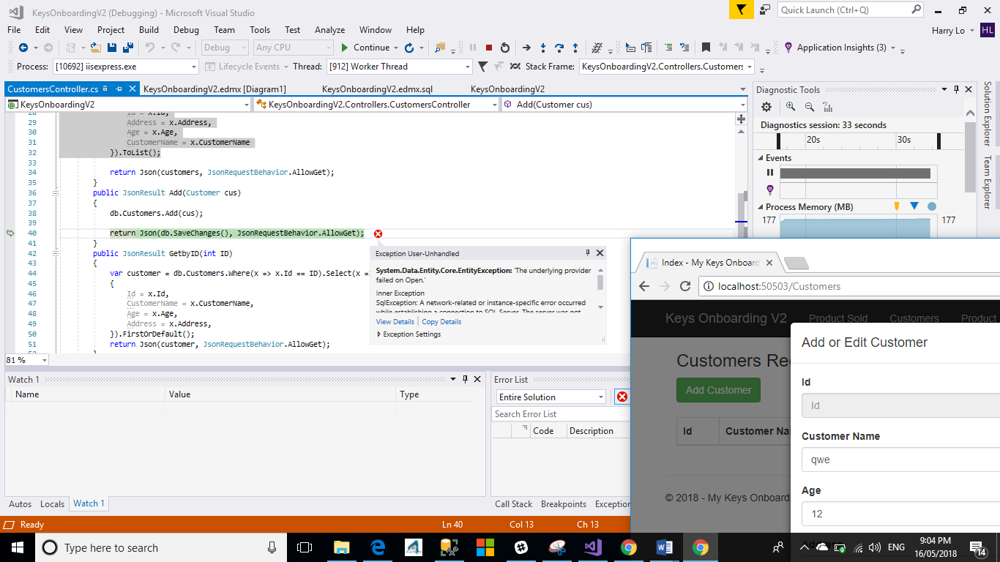 KeysOnboardingV2 (Debugging) - Microsoft Visual Studio
Quick Launch (Ctrl+Q)
File Edit View Project Build Debug Team Tools Test Analyze Window Help
Harry Lo HL
Debug Any CPU Continue Application Insights (3)
Process: [10692] iisexpress.exe Lifecycle Events Thread: [912] Worker Thread Stack Frame: KeysOnboardingV2.Controllers.Customers
CustomersController.cs KeysOnboardingV2.edmx [Diagram1] KeysOnboardingV2.edmx.sql KeysOnboardingV2
KeysOnboardingV2 KeysOnboardingV2.Controllers.CustomersController Add(Customer cus)
28 Id = x.Id,
29 Address = x.Address,
30 Age = x.Age,
31 CustomerName = x.CustomerName
32 }).ToList();
33
34 return Json(customers, JsonRequestBehavior.AllowGet);
35 }
36 public JsonResult Add(Customer cus)
37 {
38 db.Customers.Add(cus);
39
40 return Json(db.SaveChanges(), JsonRequestBehavior.AllowGet);
41 }
42 public JsonResult GetbyID(int ID)
43 {
44 var customer = db.Customers.Where(x => x.Id == ID).Select(x =
45 {
46 Id = x.Id,
47 CustomerName = x.CustomerName,
48 Age = x.Age,
49 Address = x.Address,
50 }).FirstOrDefault();
51 return Json(customer, JsonRequestBehavior.AllowGet);
81 %
Exception User-Unhandled
System.Data.Entity.Core.EntityException: 'The underlying provider
failed on Open.'
Inner Exception
SqlException: A network-related or instance-specific error occurred
while establishing a connection to SQL Server. The server was not
View Details Copy Details
Exception Settings
Diagnostic Tools
Diagnostics session: 33 seconds
20s 30s
Events
Process Memory (MB)
177 177
Solution Explorer
Team Explorer
Watch 1
Name Value Type
Autos Locals Watch 1
Error List
Entire Solution
Search Error List
Code Description
Call Stack Breakpoints Exception
Ready Ln 40 Col 13 Ch 13
Index - My Keys Onboard
localhost:50503/Customers
Keys Onboarding V2 Product Sold Customers Product
Add or Edit Customer
Customers Rec
Add Customer
Id Customer Na
Id
Id
Customer Name
qwe
Age
12
© 2018 - My Keys Onboard
Address
Type here to search
ENG
9:04 PM
16/05/2018
14